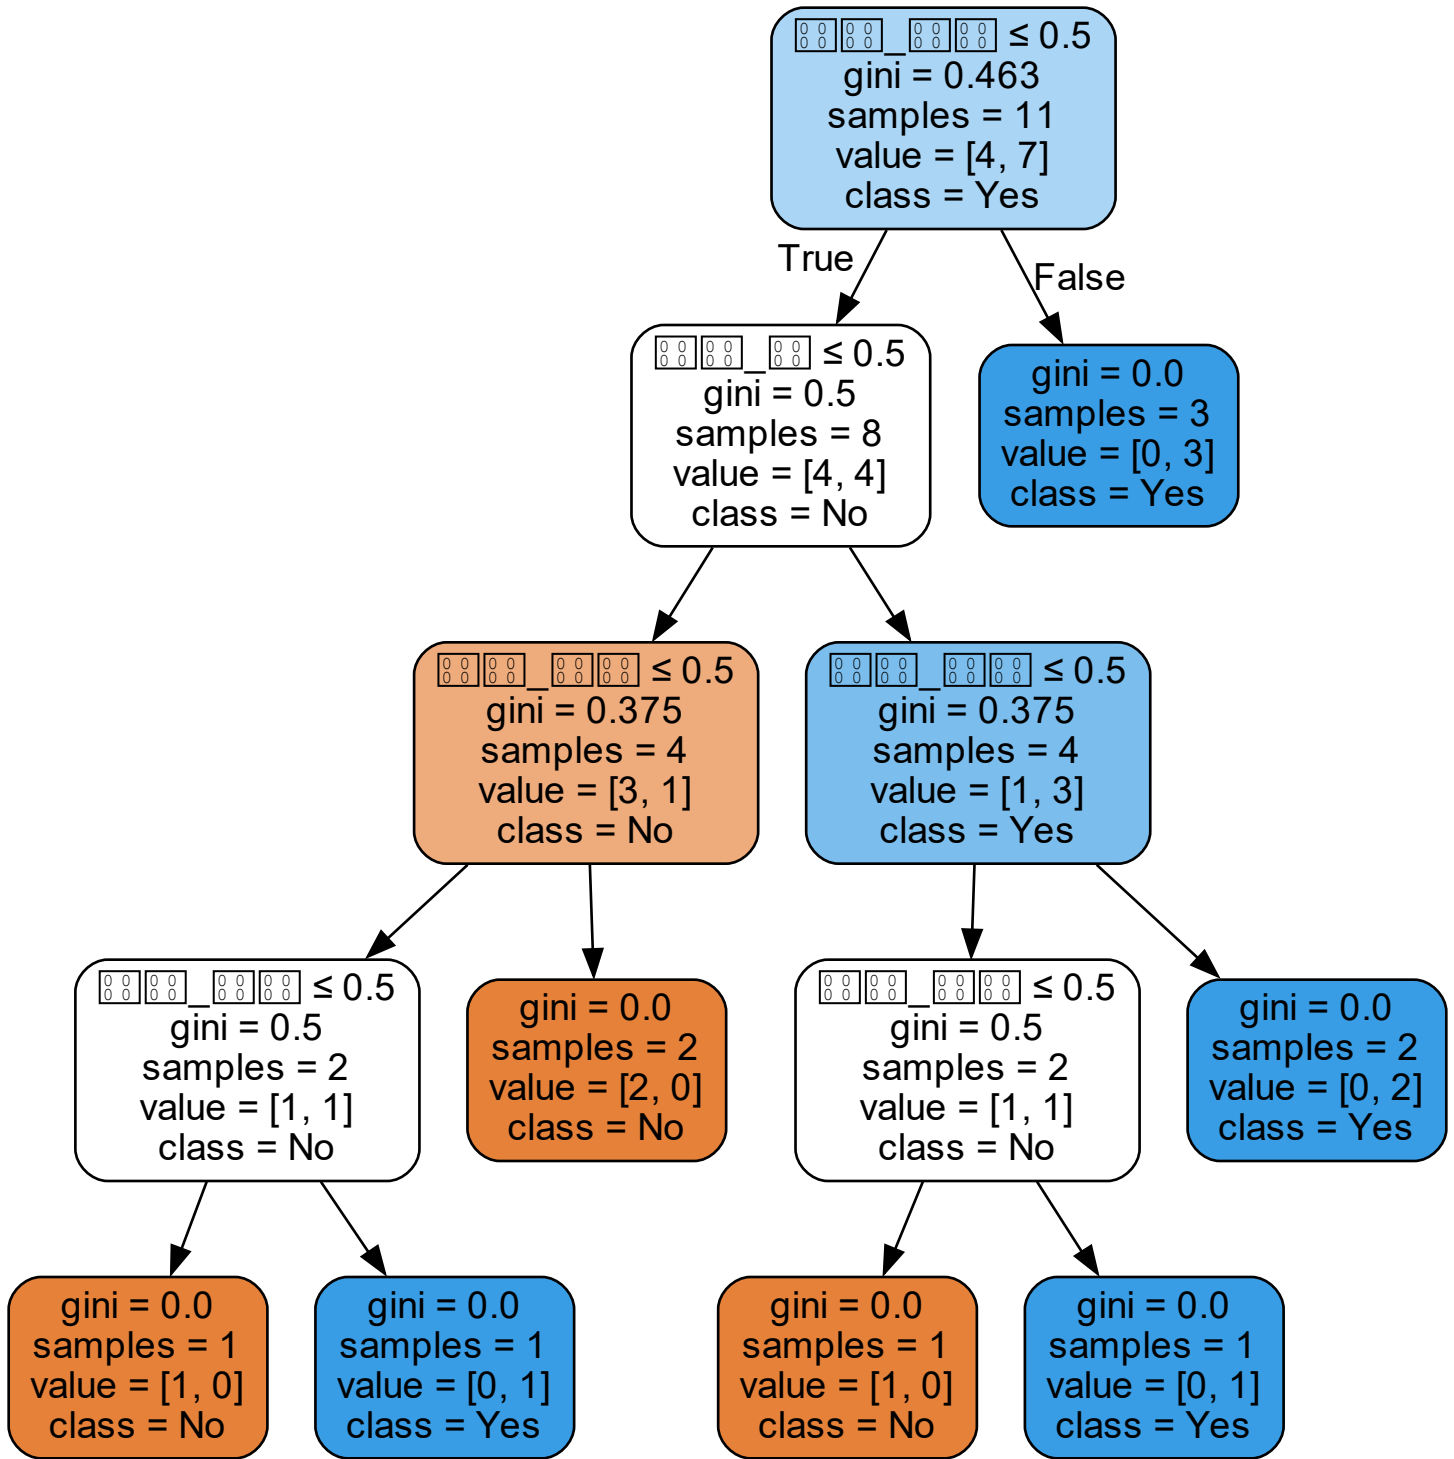 ≤ 0.5
gini = 0.463
samples = 11
value = [4, 7]
class = Yes
True
False
≤ 0.5
gini = 0.5
samples = 8
value = [4, 4]
class = No
gini = 0.0
samples = 3
value = [0, 3]
class = Yes
≤ 0.5
gini = 0.375
samples = 4
value = [3, 1]
class = No
≤ 0.5
gini = 0.375
samples = 4
value = [1, 3]
class = Yes
≤ 0.5
gini = 0.5
samples = 2
value = [1, 1]
class = No
gini = 0.0
samples = 2
value = [2, 0]
class = No
≤ 0.5
gini = 0.5
samples = 2
value = [1, 1]
class = No
gini = 0.0
samples = 2
value = [0, 2]
class = Yes
gini = 0.0
samples = 1
value = [1, 0]
class = No
gini = 0.0
samples = 1
value = [0, 1]
class = Yes
gini = 0.0
samples = 1
value = [1, 0]
class = No
gini = 0.0
samples = 1
value = [0, 1]
class = Yes